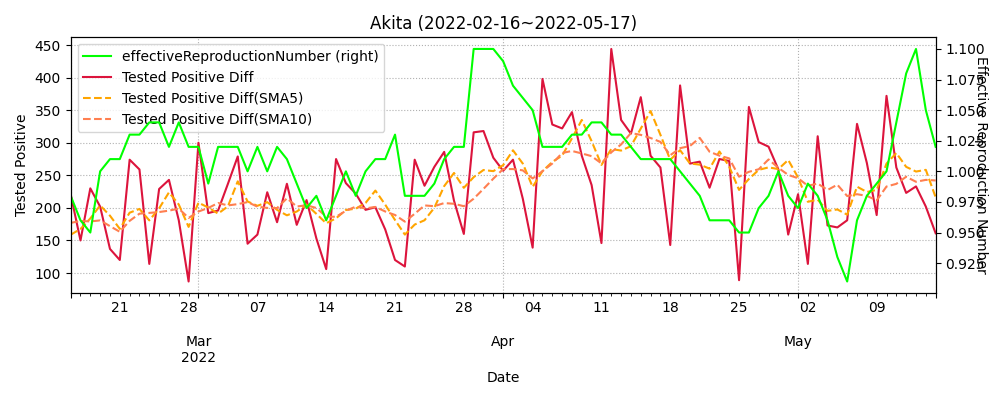 Akita (2022-02-16~2022-05-17)
effectiveReproductionNumber (right)
Tested Positive Diff
Tested Positive Diff(SMA5)
Tested Positive Diff(SMA10)
Tested Positive
450
400
350
300
250
200
150
100
1.100
1.075
1.050
1.025
1.000
0.975
0.950
0.925
Effective Reproduction Number
21 28 07 14 21 28 04 11 18 25 02 09
Mar Apr May
2022
Date